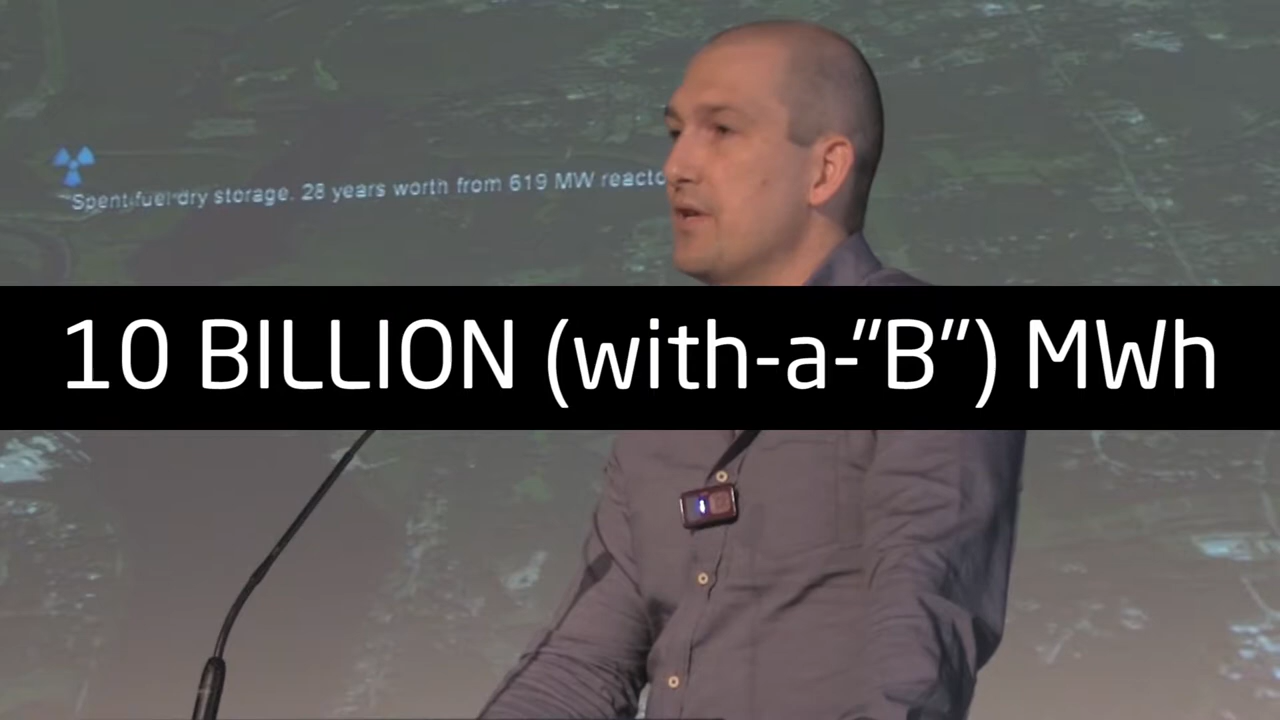 Spent fuel dry storage. 28 years worth from 619 MW reacto
10 BILLION (with-a-"B") MWh